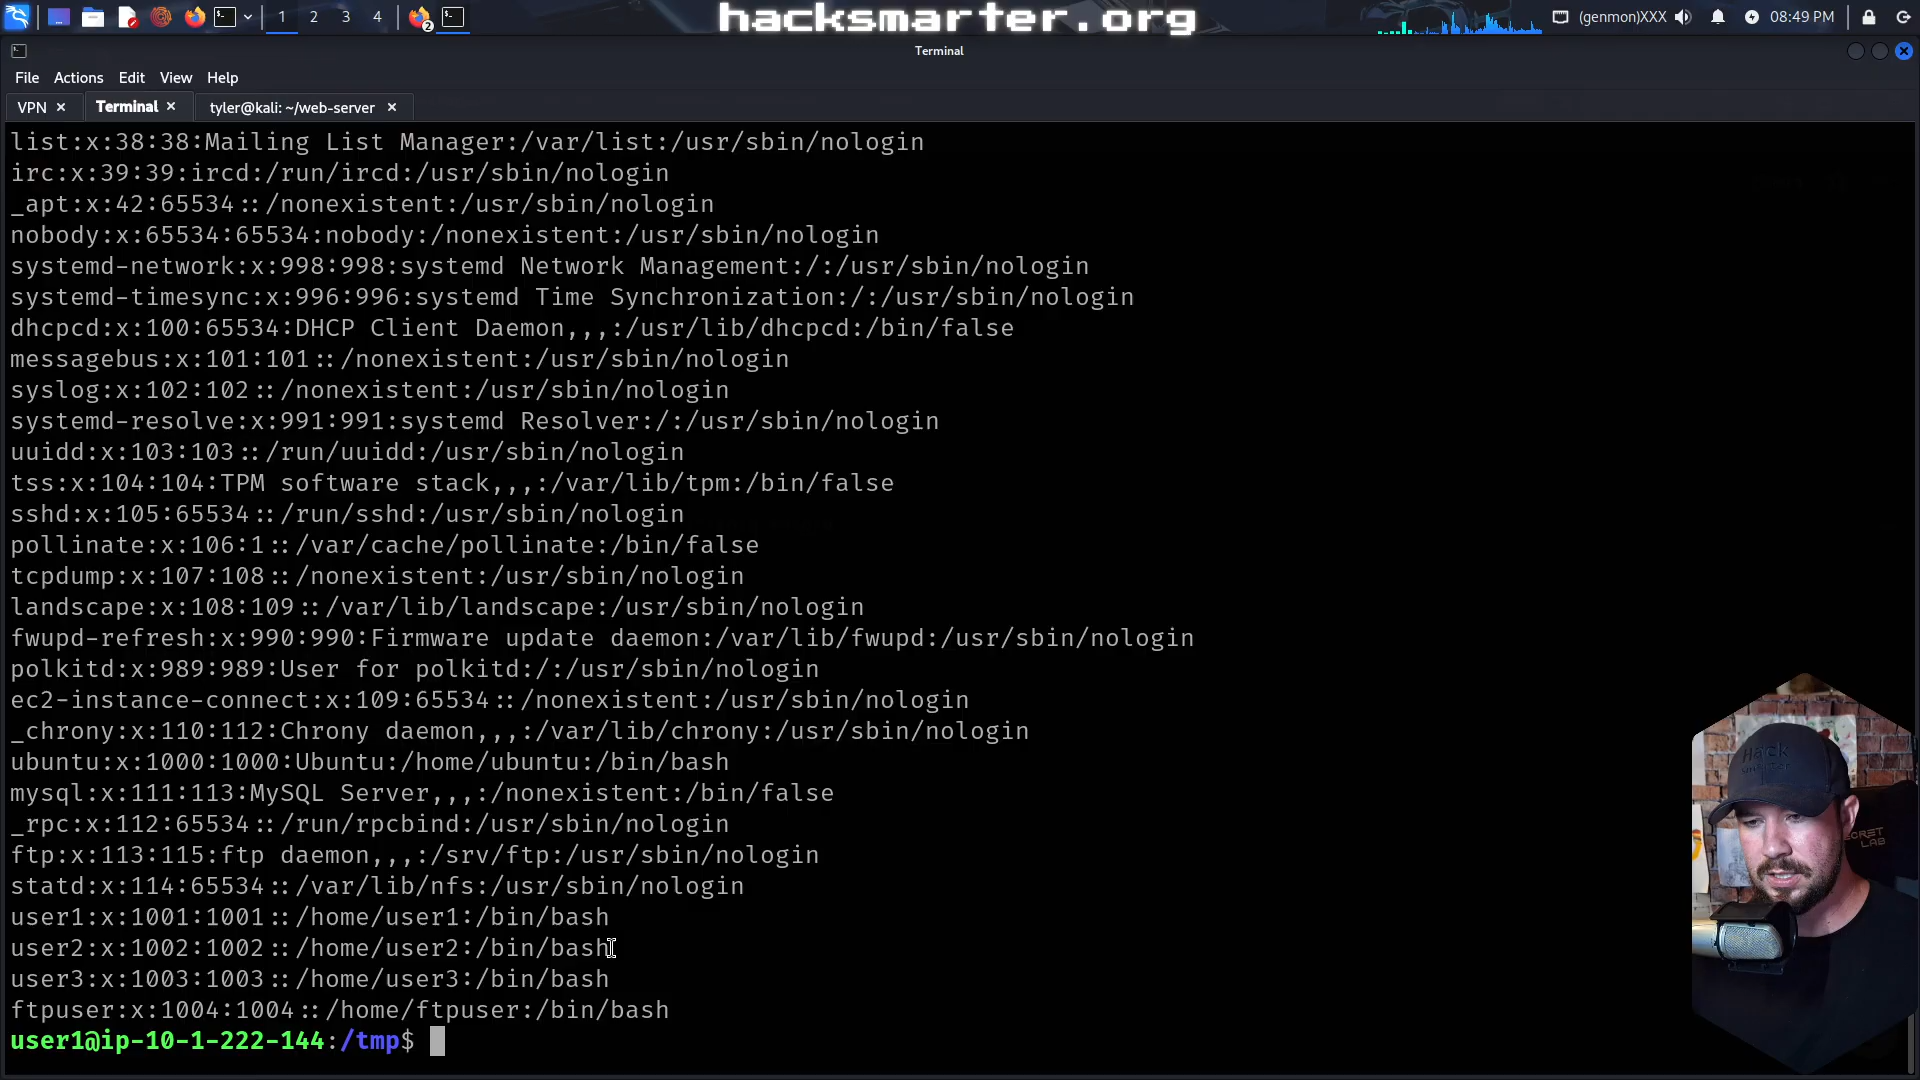 1 2 3 4
2
hacksmarter.org
(genmon)XXX
08:49 PM
Terminal
File Actions Edit View Help
VPN × Terminal × tyler@kali: ~/web-server ×
list:x:38:38:Mailing List Manager:/var/list:/usr/sbin/nologin
irc:x:39:39:ircd:/run/ircd:/usr/sbin/nologin
_apt:x:42:65534::/nonexistent:/usr/sbin/nologin
nobody:x:65534:65534:nobody:/nonexistent:/usr/sbin/nologin
systemd-network:x:998:998:systemd Network Management:/:/usr/sbin/nologin
systemd-timesync:x:996:996:systemd Time Synchronization:/:/usr/sbin/nologin
dhcpcd:x:100:65534:DHCP Client Daemon,,,:/usr/lib/dhcpcd:/bin/false
messagebus:x:101:101::/nonexistent:/usr/sbin/nologin
syslog:x:102:102::/nonexistent:/usr/sbin/nologin
systemd-resolve:x:991:991:systemd Resolver:/:/usr/sbin/nologin
uuidd:x:103:103::/run/uuidd:/usr/sbin/nologin
tss:x:104:104:TPM software stack,,,:/var/lib/tpm:/bin/false
sshd:x:105:65534::/run/sshd:/usr/sbin/nologin
pollinate:x:106:1::/var/cache/pollinate:/bin/false
tcpdump:x:107:108::/nonexistent:/usr/sbin/nologin
landscape:x:108:109::/var/lib/landscape:/usr/sbin/nologin
fwupd-refresh:x:990:990:Firmware update daemon:/var/lib/fwupd:/usr/sbin/nologin
polkitd:x:989:989:User for polkitd:/:/usr/sbin/nologin
ec2-instance-connect:x:109:65534::/nonexistent:/usr/sbin/nologin
_chrony:x:110:112:Chrony daemon,,,:/var/lib/chrony:/usr/sbin/nologin
ubuntu:x:1000:1000:Ubuntu:/home/ubuntu:/bin/bash
mysql:x:111:113:MySQL Server,,,:/nonexistent:/bin/false
_rpc:x:112:65534::/run/rpcbind:/usr/sbin/nologin
ftp:x:113:115:ftp daemon,,,:/srv/ftp:/usr/sbin/nologin
statd:x:114:65534::/var/lib/nfs:/usr/sbin/nologin
user1:x:1001:1001::/home/user1:/bin/bash
user2:x:1002:1002::/home/user2:/bin/bash
user3:x:1003:1003::/home/user3:/bin/bash
ftpuser:x:1004:1004::/home/ftpuser:/bin/bash
user1@ip-10-1-222-144:/tmp$
Hack
LAB